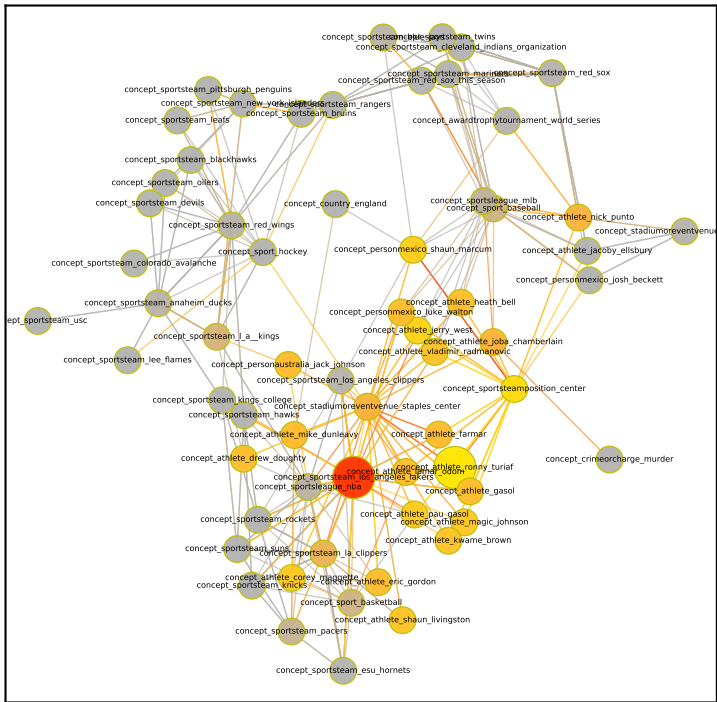 concept_sportsteam_twins
concept_sportsteam_cleveland_indians_organization
concept_sportsteam_mariners
concept_sportsteam_red_sox
concept_sportsteam_red_sox_this_season
concept_sportsteam_pittsburgh_penguins
concept_sportsteam_rangers
concept_sportsteam_bruins
concept_sportsteam_leafs
concept_awardtrophytournament_world_series
concept_sportsteam_blackhawks
concept_sportsteam_oilers
concept_sportsteam_devils
concept_country_england
concept_sportsleague_mlb
concept_sport_baseball
concept_athlete_nick_punto
concept_sportsteam_red_wings
concept_stadiumoreventvenue
concept_sport_hockey
concept_personmexico_shaun_marcum
concept_athlete_jacoby_ellsbury
concept_sportsteam_colorado_avalanche
concept_personmexico_josh_beckett
concept_sportsteam_anaheim_ducks
concept_athlete_heath_bell
concept_personmexico_luke_walton
ept_sportsteam_usc
concept_athlete_jerry_west
concept_sportsteam_l_a__kings
concept_athlete_joba_chamberlain
concept_athlete_vladimir_radmanovic
concept_sportsteam_lee_flames
concept_personaustralia_jack_johnson
concept_sportsteam_los_angeles_clippers
concept_sportsteamposition_center
concept_sportsteam_kings_college
concept_stadiumoreventvenue_staples_center
concept_sportsteam_hawks
concept_athlete_mike_dunleavy
concept_athlete_farmar
concept_athlete_drew_doughty
concept_crimeorcharge_murder
concept_athlete_ronny_turiaf
concept_athlete_lamar_odom
concept_sportsteam_los_angeles_lakers
concept_sportsleague_nba
concept_athlete_gasol
concept_athlete_pau_gasol
concept_sportsteam_rockets
concept_athlete_magic_johnson
concept_athlete_kwame_brown
concept_sportsteam_suns
concept_sportsteam_la_clippers
concept_athlete_corey_maggette
concept_athlete_eric_gordon
concept_sportsteam_knicks
concept_sport_basketball
concept_athlete_shaun_livingston
concept_sportsteam_pacers
concept_sportsteam_esu_hornets